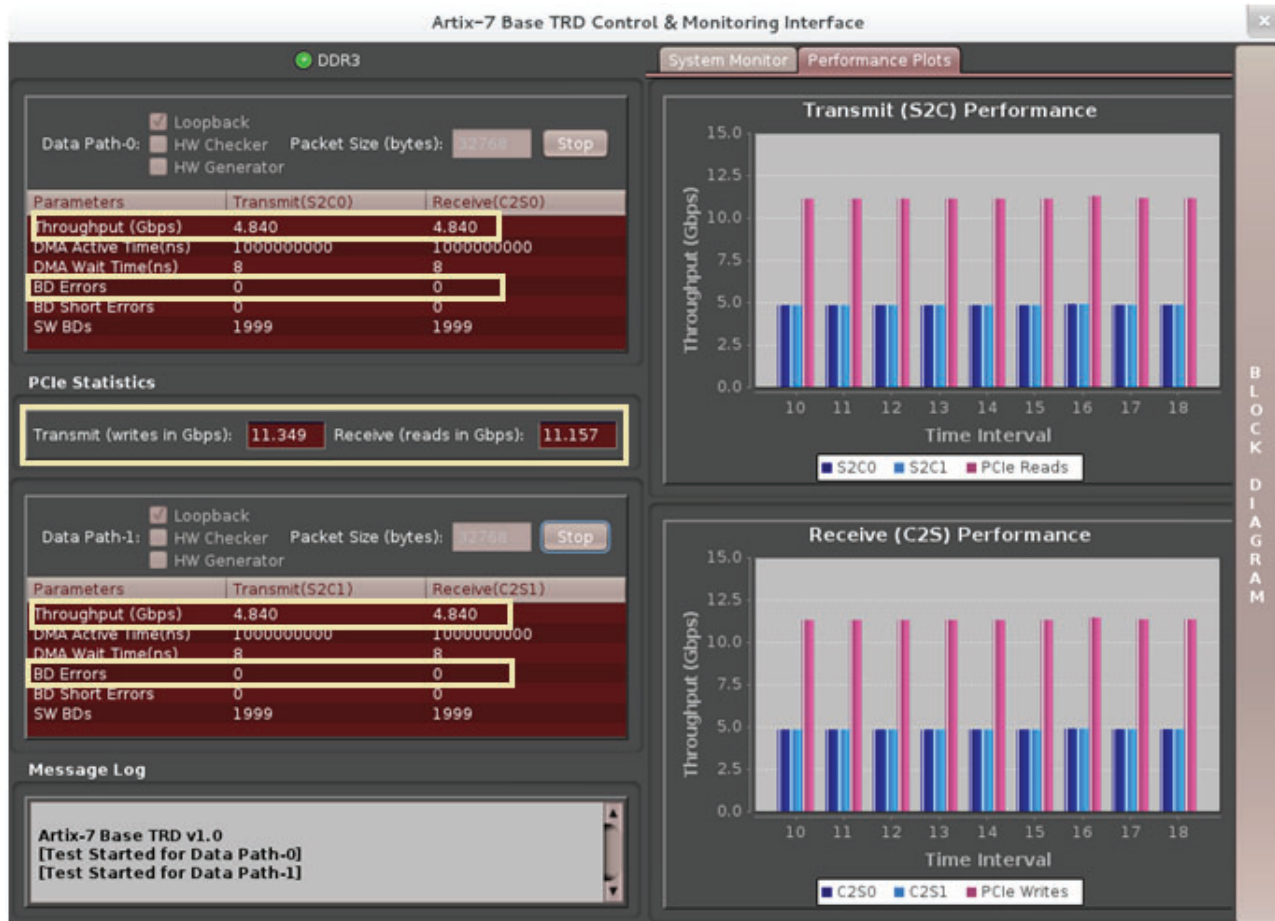 Artix-7 Base TRD Control & Monitoring Interface
DDR3
Loopback
Data Path-0: HW Checker Packet Size (bytes): 32768 Stop
HW Generator
Parameters Transmit(S2C0) Receive(C2S0)
Throughput (Gbps) 4.840 4.840
DMA Active Time(ns) 1000000000 1000000000
DMA Wait Time(ns) 8 8
BD Errors 0 0
BD Short Errors 0 0
SW BDs 1999 1999
PCIe Statistics
Transmit (writes in Gbps): 11.349 Receive (reads in Gbps): 11.157
Loopback
Data Path-1: HW Checker Packet Size (bytes): 32768 Stop
HW Generator
Parameters Transmit(S2C1) Receive(C2S1)
Throughput (Gbps) 4.840 4.840
DMA Active Time(ns) 1000000000 1000000000
DMA Wait Time(ns) 8 8
BD Errors 0 0
BD Short Errors 0 0
SW BDs 1999 1999
Message Log
Artix-7 Base TRD v1.0
[Test Started for Data Path-0]
[Test Started for Data Path-1]
System Monitor Performance Plots
Transmit (S2C) Performance
Throughput (Gbps)
15.0
12.5
10.0
7.5
5.0
2.5
0.0
10 11 12 13 14 15 16 17 18
Time Interval
S2C0 S2C1 PCIe Reads
Receive (C2S) Performance
Throughput (Gbps)
15.0
12.5
10.0
7.5
5.0
2.5
0.0
10 11 12 13 14 15 16 17 18
Time Interval
C2S0 C2S1 PCIe Writes
BLOCK DIAGRAM